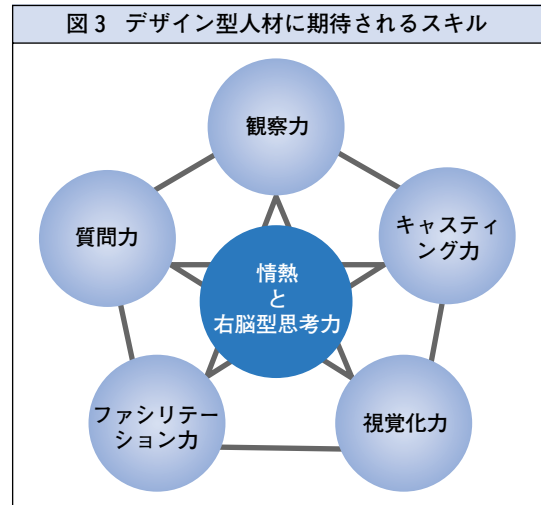 図3 デザイン型人材に期待されるスキル
観察力
質問力
キャスティ
ング力
情熱
と
右脳型思考力
ファシリテー
ション力
視覚化力